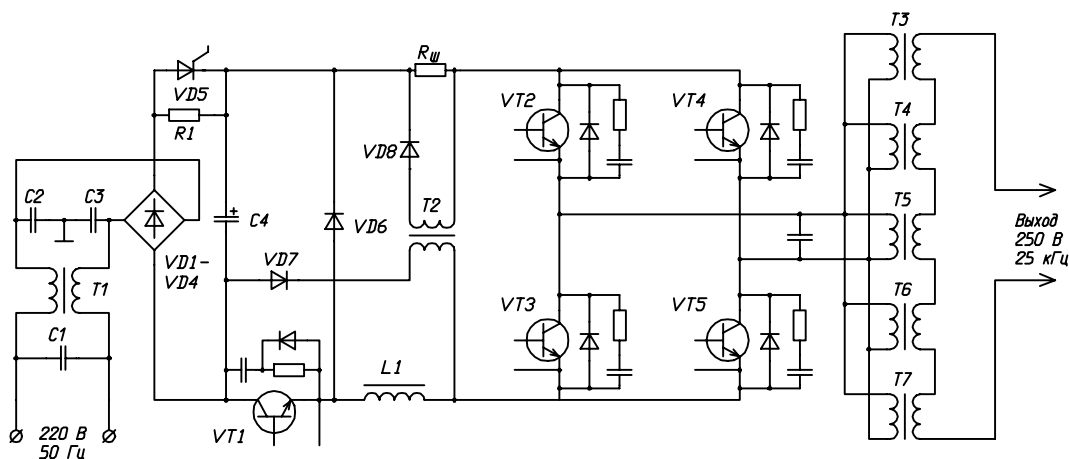 T3
Rш
VD5
VT2
VT4
R1
T4
VD8
C2
C3
T2
T5
C4
VD6
Выход
250 В
25 кГц
VD7
VD1-
VD4
T1
VT3
VT5
T6
C1
L1
T7
VT1
220 В
50 Гц